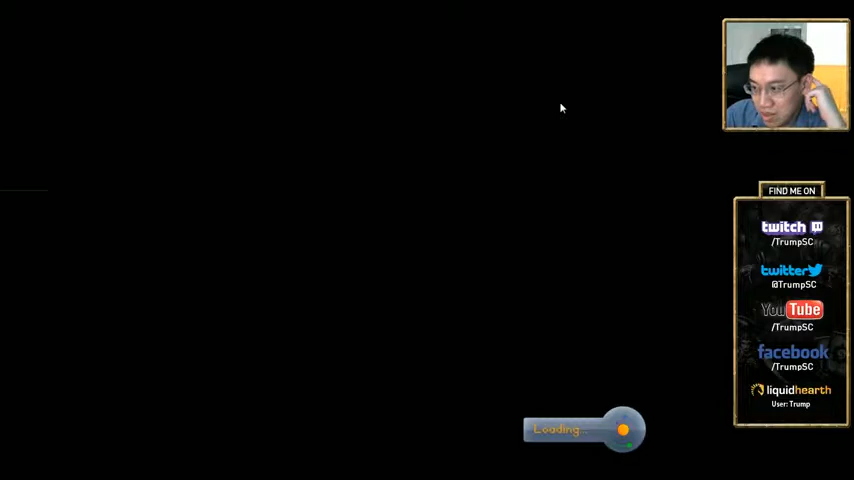 FIND ME ON
twitch
/TrumpSC
twitter
@TrumpSC
YouTube
/TrumpSC
facebook
/TrumpSC
liquidhearth
User: Trump
Loading...